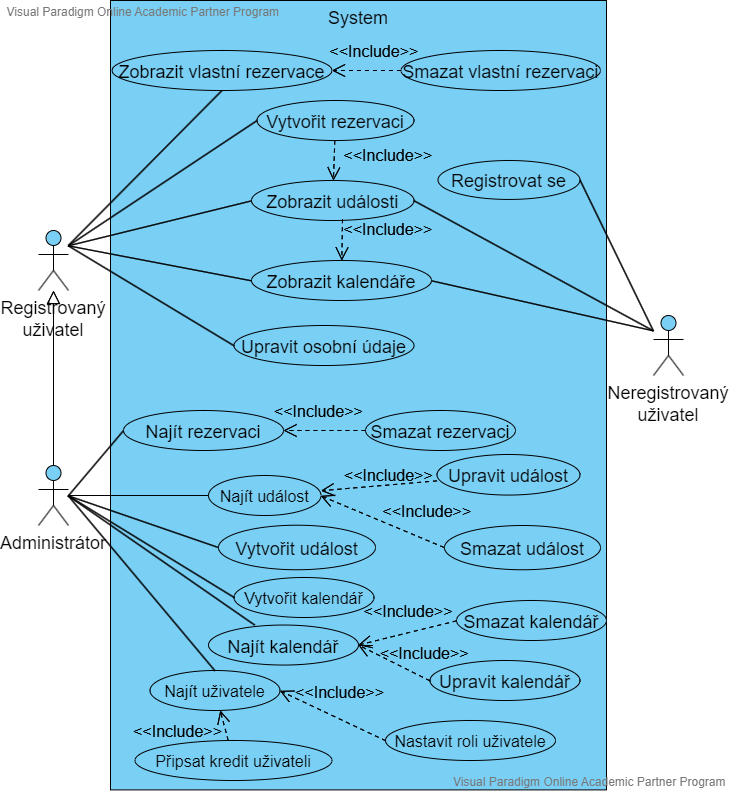 Visual Paradigm Online Academic Partner Program
System
<<Include>>
Zobrazit vlastní rezervace
Smazat vlastní rezervaci
Vytvořit rezervaci
<<Include>>
Registrovat se
Zobrazit události
<<Include>>
Zobrazit kalendáře
Registrovaný
uživatel
Upravit osobní údaje
Neregistrovaný
uživatel
<<Include>>
Najít rezervaci
Smazat rezervaci
<<Include>>
Upravit událost
Najít událost
<<Include>>
Administrátor
Vytvořit událost
Smazat událost
Vytvořit kalendář
<<Include>>
Smazat kalendář
Najít kalendář
<<Include>>
Upravit kalendář
Najít uživatele
<<Include>>
<<Include>>
Nastavit roli uživatele
Připsat kredit uživateli
Visual Paradigm Online Academic Partner Program